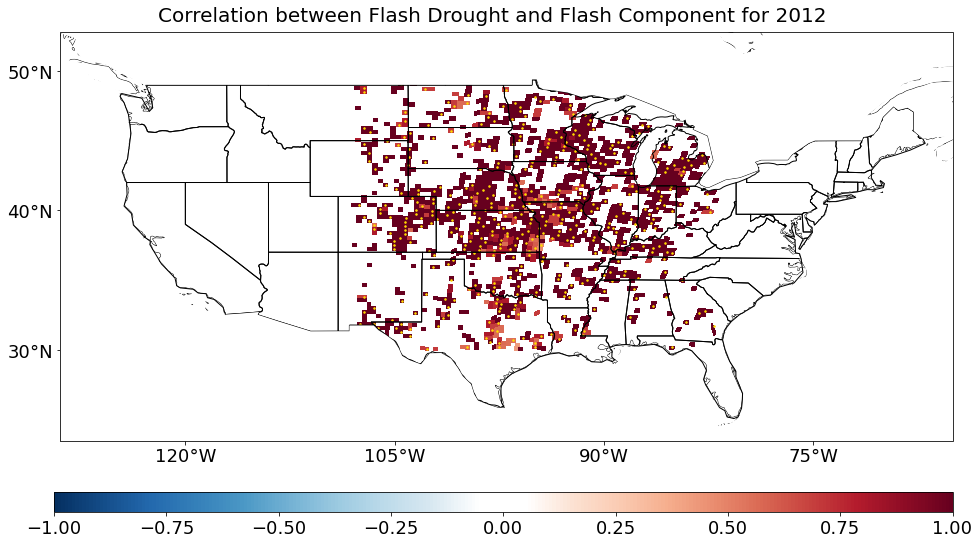 Correlation between Flash Drought and Flash Component for 2012
50°N
40°N
30°N
120°W 105°W 90°W 75°W
−1.00 −0.75 −0.50 −0.25 0.00 0.25 0.50 0.75 1.00